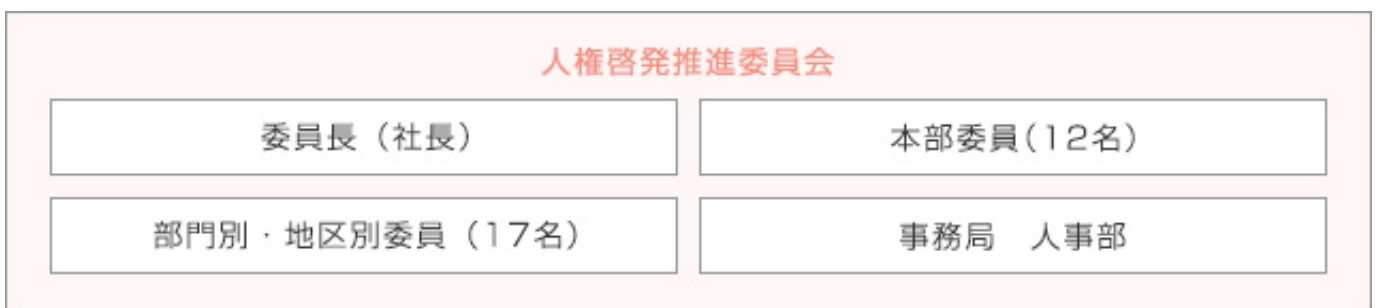 人権啓発推進委員会
委員長（社長）
本部委員(12名)
部門別・地区別委員（17名）
事務局　人事部